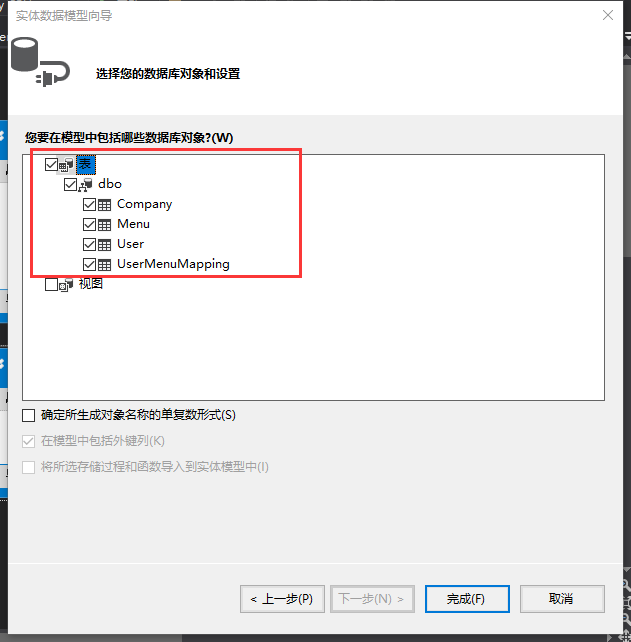 实体数据模型向导
选择您的数据库对象和设置
您要在模型中包括哪些数据库对象?(W)
表
dbo
Company
Menu
User
UserMenuMapping
视图
确定所生成对象名称的单复数形式(S)
在模型中包括外键列(K)
将所选存储过程和函数导入到实体模型中(I)
< 上一步(P)
下一步(N) >
完成(F)
取消